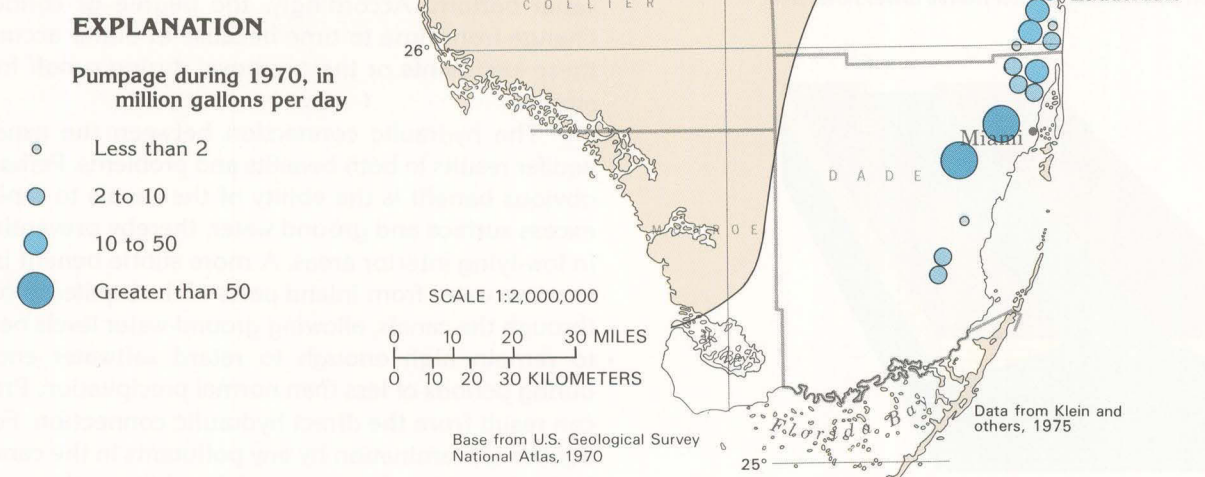 COLLIER
EXPLANATION
26°
Pumpage during 1970, in
million gallons per day
Miami
Less than 2
DADE
2 to 10
MONROE
10 to 50
Greater than 50
SCALE 1:2,000,000
0 10 20 30 MILES
0 10 20 30 KILOMETERS
Data from Klein and
others, 1975
Florida Bay
Base from U.S. Geological Survey
National Atlas, 1970
25°